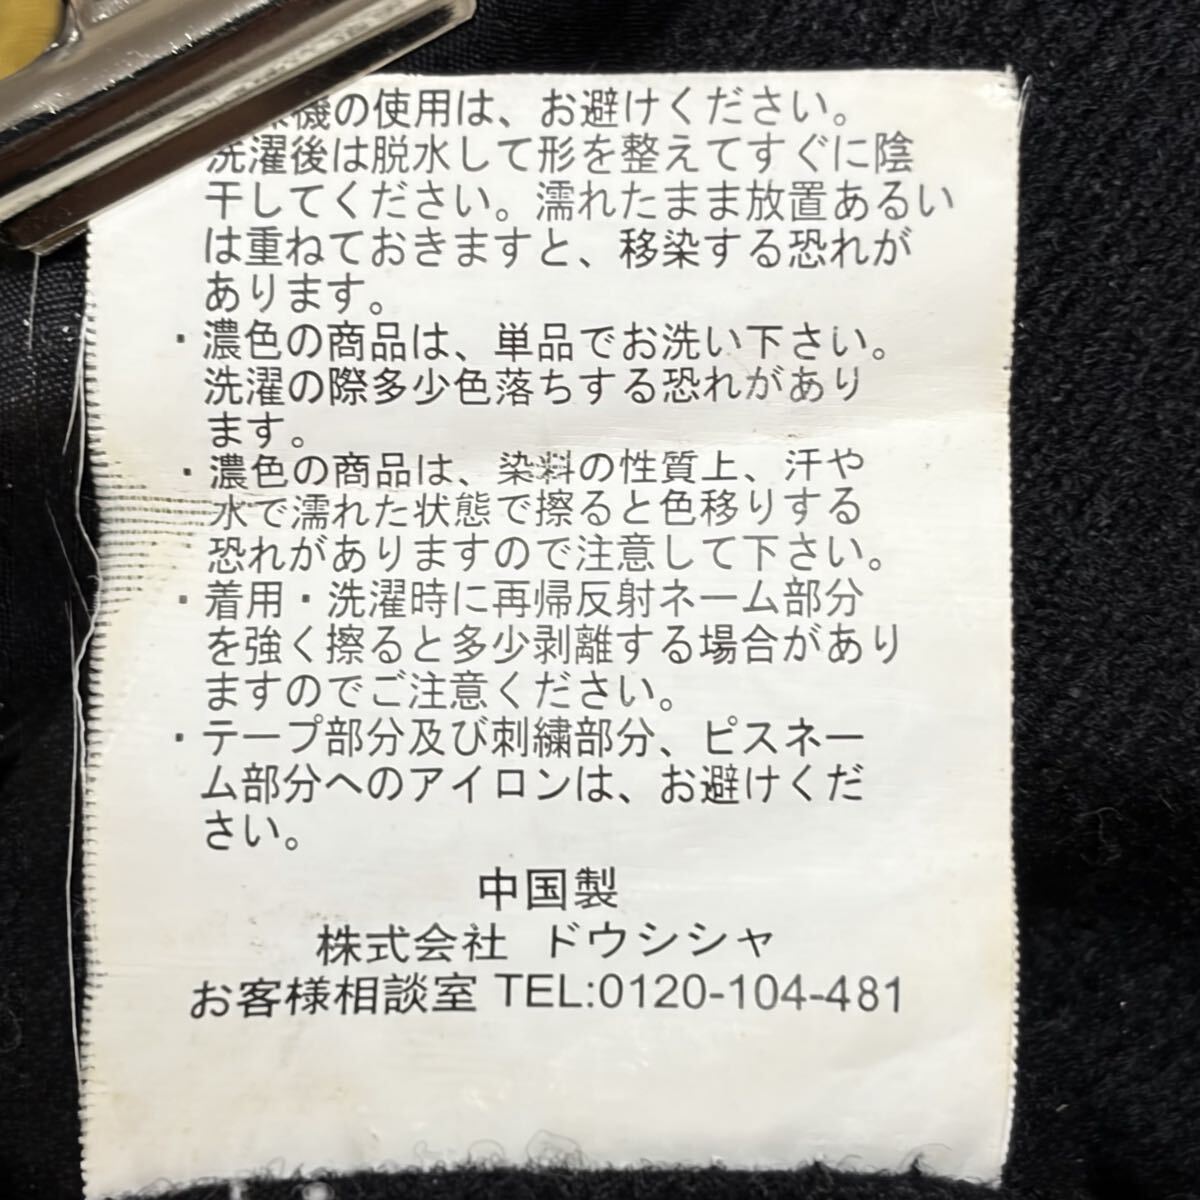 機の使用は、お避けください。
洗濯後は脱水して形を整えてすぐに陰
干してください。濡れたまま放置あるい
は重ねておきますと、移染する恐れが
あります。
・濃色の商品は、単品でお洗い下さい。
洗濯の際多少色落ちする恐れがあり
ます。
・濃色の商品は、染料の性質上、汗や
水で濡れた状態で擦ると色移りする
恐れがありますので注意して下さい。
・着用・洗濯時に再帰反射ネーム部分
を強く擦ると多少剥離する場合があり
ますのでご注意ください。
・テープ部分及び刺繍部分、ピスネー
ム部分へのアイロンは、お避けくだ
さい。
中国製
株式会社 ドウシシャ
お客様相談室 TEL:0120-104-481